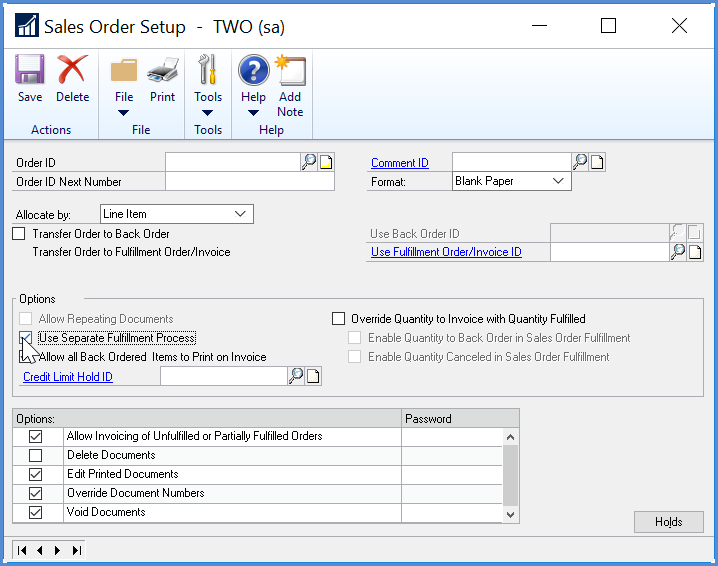 Sales Order Setup - TWO (sa)
Save Delete File Print Tools Help Add Note
Actions File Tools Help
Order ID Comment ID
Order ID Next Number Format: Blank Paper
Allocate by: Line Item
Transfer Order to Back Order Use Back Order ID
Transfer Order to Fulfillment Order/Invoice Use Fulfillment Order/Invoice ID
Options
Allow Repeating Documents Override Quantity to Invoice with Quantity Fulfilled
Use Separate Fulfillment Process Enable Quantity to Back Order in Sales Order Fulfillment
Allow all Back Ordered Items to Print on Invoice Enable Quantity Canceled in Sales Order Fulfillment
Credit Limit Hold ID
Options: Password
Allow Invoicing of Unfulfilled or Partially Fulfilled Orders
Delete Documents
Edit Printed Documents
Override Document Numbers
Void Documents
Holds